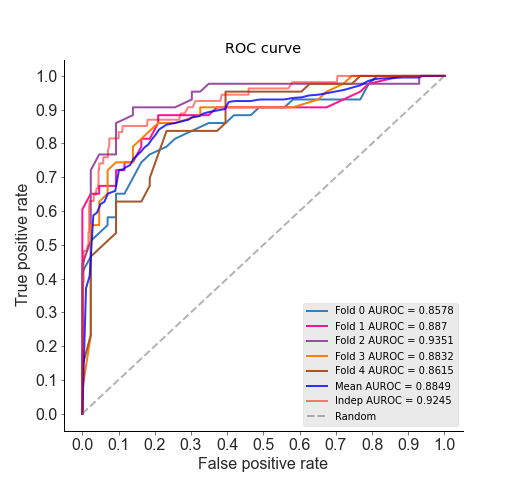 ROC curve
True positive rate
1.0
0.9
0.8
0.7
0.6
0.5
0.4
0.3
0.2
0.1
0.0
Fold 0 AUROC = 0.8578
Fold 1 AUROC = 0.887
Fold 2 AUROC = 0.9351
Fold 3 AUROC = 0.8832
Fold 4 AUROC = 0.8615
Mean AUROC = 0.8849
Indep AUROC = 0.9245
Random
0.0 0.1 0.2 0.3 0.4 0.5 0.6 0.7 0.8 0.9 1.0
False positive rate